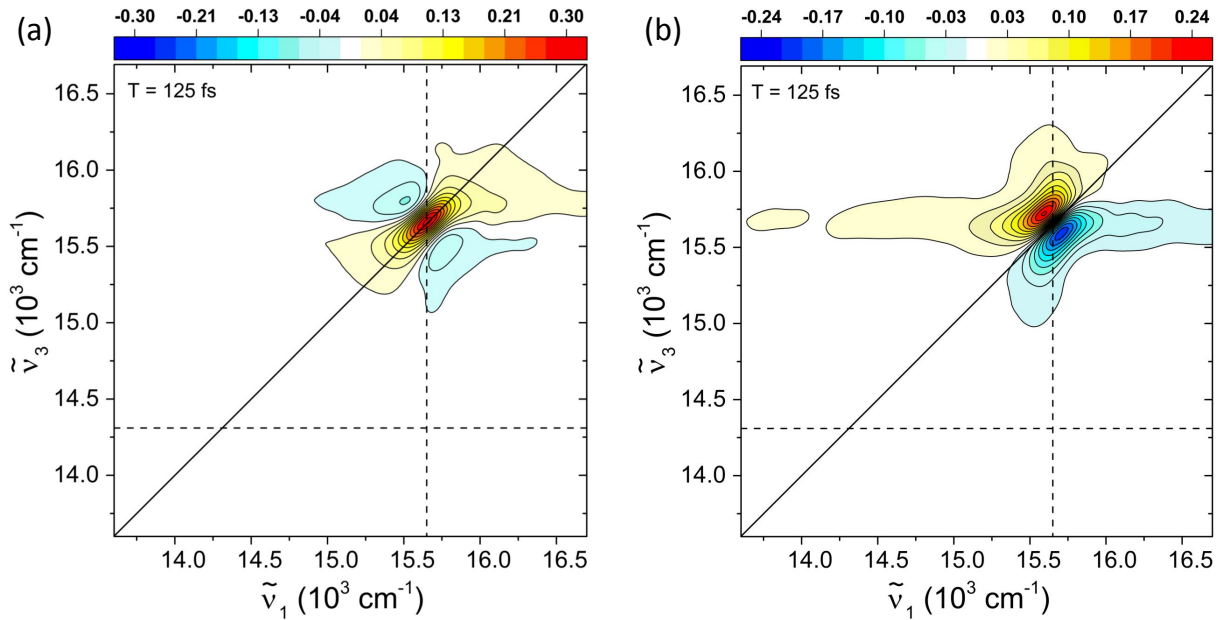 (a)
-0.30 -0.21 -0.13 -0.04 0.04 0.13 0.21 0.30
T = 125 fs
16.5
16.0
15.5
15.0
14.5
14.0
14.0 14.5 15.0 15.5 16.0 16.5
ṽ₃ (10³ cm⁻¹)
ṽ₁ (10³ cm⁻¹)
(b)
-0.24 -0.17 -0.10 -0.03 0.03 0.10 0.17 0.24
T = 125 fs
16.5
16.0
15.5
15.0
14.5
14.0
14.0 14.5 15.0 15.5 16.0 16.5
ṽ₃ (10³ cm⁻¹)
ṽ₁ (10³ cm⁻¹)